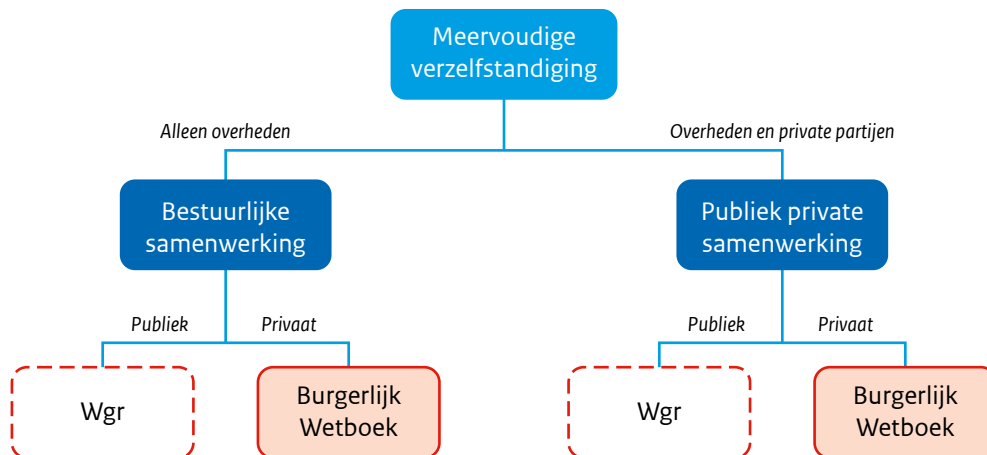 Meervoudige
verzelfstandiging
Alleen overheden
Overheden en private partijen
Bestuurlijke
samenwerking
Publiek private
samenwerking
Publiek
Privaat
Publiek
Privaat
Wgr
Burgerlijk
Wetboek
Wgr
Burgerlijk
Wetboek